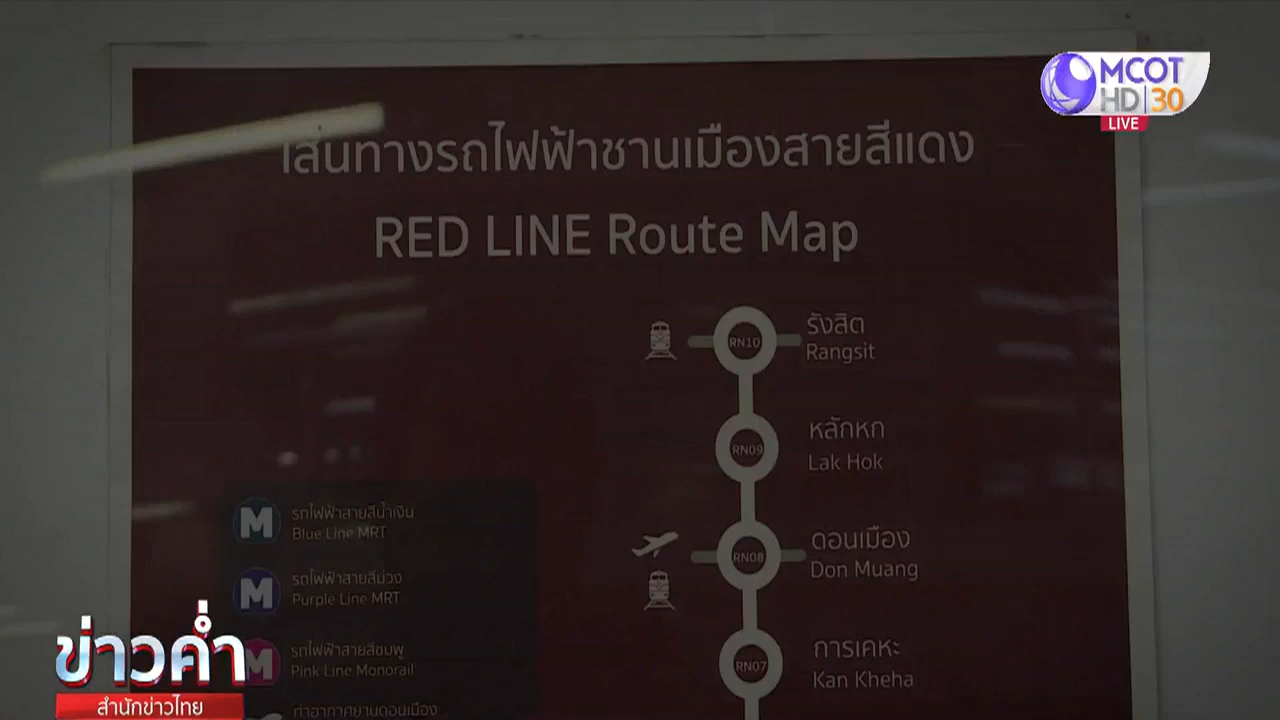 MCOT
HD 30
LIVE
เส้นทางรถไฟฟ้าชานเมืองสายสีแดง
RED LINE Route Map
RN10
รังสิต
Rangsit
RN09
หลักหก
Lak Hok
RN08
ดอนเมือง
Don Muang
RN07
การเคหะ
Kan Kheha
M
รถไฟฟ้าสายสีน้ำเงิน
Blue Line MRT
M
รถไฟฟ้าสายสีม่วง
Purple Line MRT
M
รถไฟฟ้าสายสีชมพู
Pink Line Monorail
ท่าอากาศยานดอนเมือง
ข่าวค่ำ
สำนักข่าวไทย